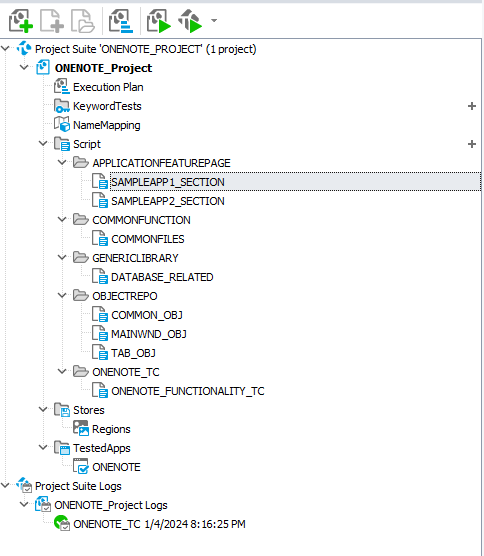 Project Suite 'ONENOTE_PROJECT' (1 project)
ONENOTE_Project
Execution Plan
KeywordTests
NameMapping
Script
APPLICATIONFEATUREPAGE
SAMPLEAPP1_SECTION
SAMPLEAPP2_SECTION
COMMONFUNCTION
COMMONFILES
GENERICLIBRARY
DATABASE_RELATED
OBJECTREPO
COMMON_OBJ
MAINWND_OBJ
TAB_OBJ
ONENOTE_TC
ONENOTE_FUNCTIONALITY_TC
Stores
Regions
TestedApps
ONENOTE
Project Suite Logs
ONENOTE_Project Logs
ONENOTE_TC 1/4/2024 8:16:25 PM